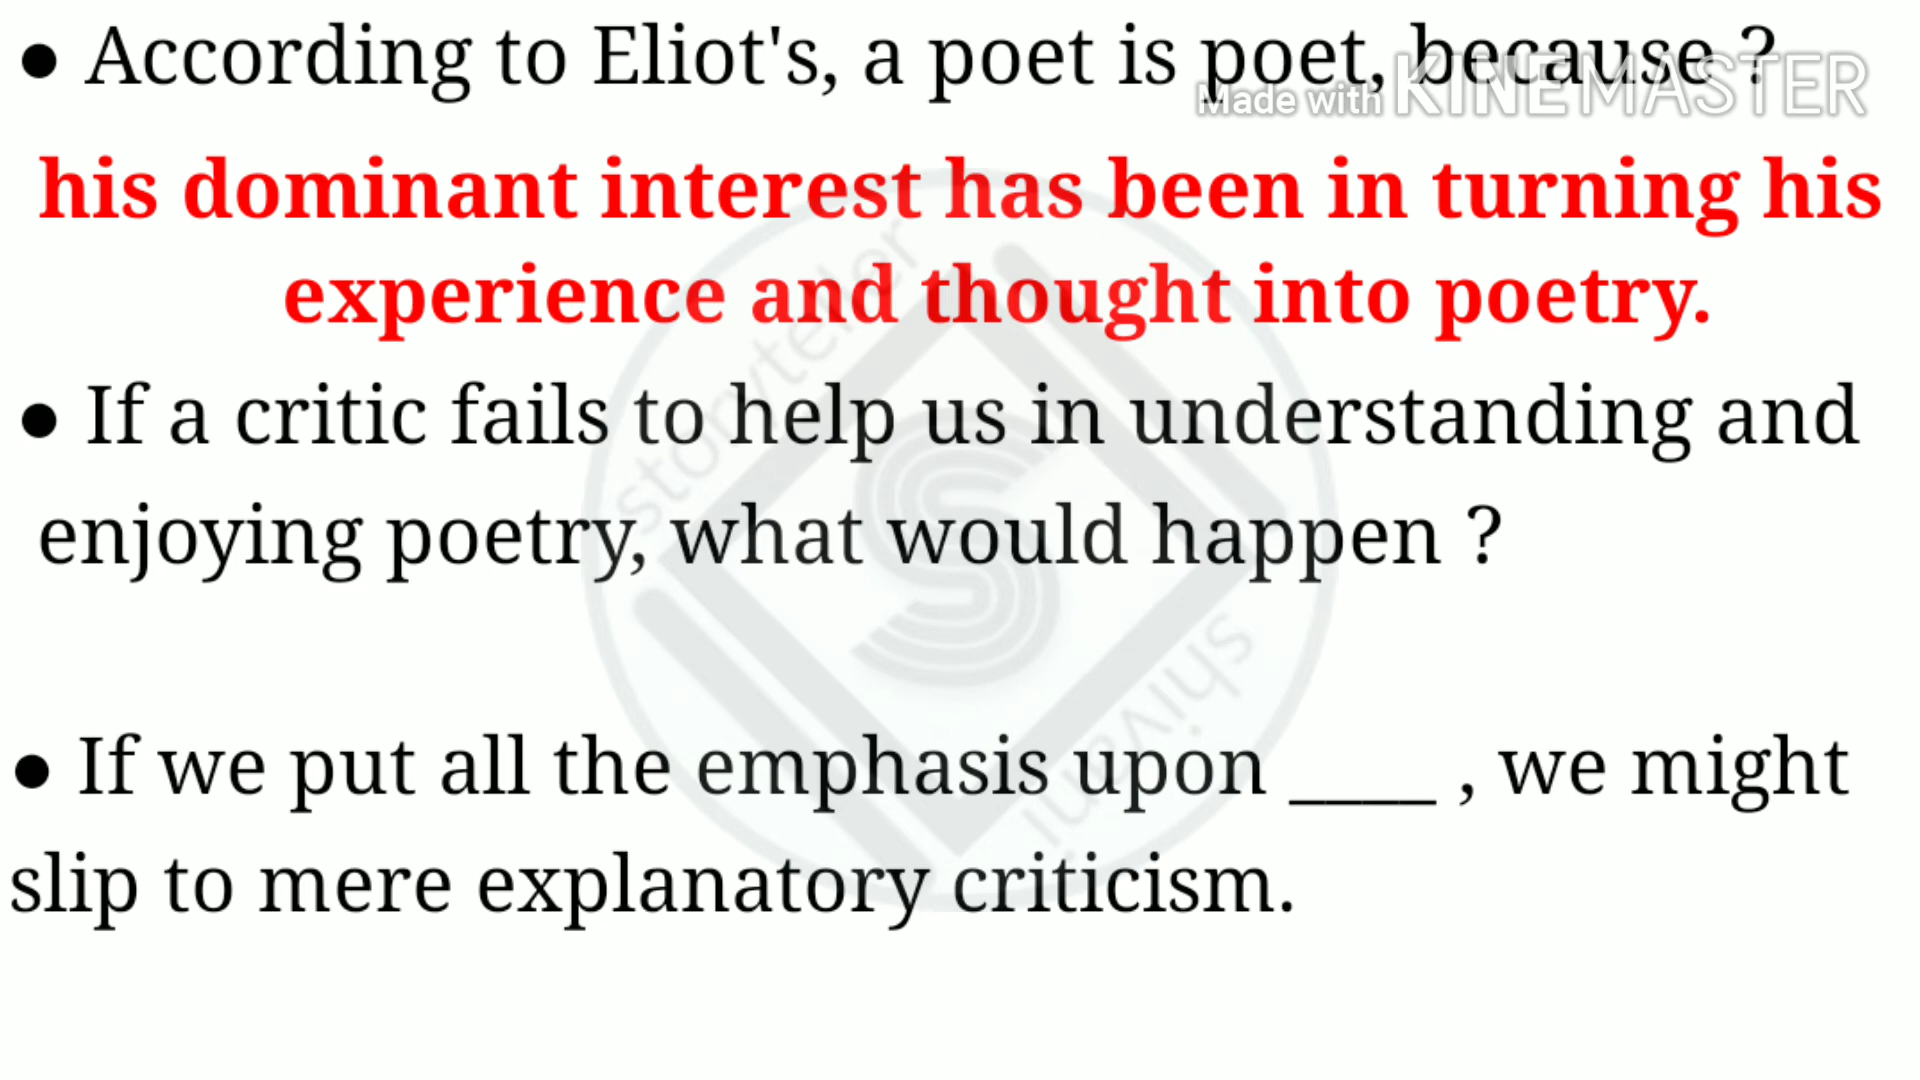 ● According to Eliot's, a poet is poet, because ?
Made with KINEMASTER
his dominant interest has been in turning his
experience and thought into poetry.
● If a critic fails to help us in understanding and
enjoying poetry, what would happen ?
● If we put all the emphasis upon ____ , we might
slip to mere explanatory criticism.
storyteller
shivani